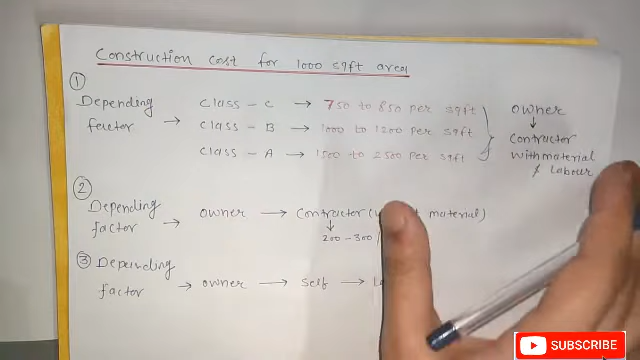 Construction cost for 1000 sqft area
①
Depending
fector → Class - C → 750 to 850 per sqft
Class - B → 1000 to 1200 per sqft
Class - A → 1500 to 2500 per sqft
owner
↓
contractor
with material
& Labour
②
Depending
factor → owner → Contractor ( material)
↓
200 - 300 /
③ Depending
factor → owner → Self →
SUBSCRIBE